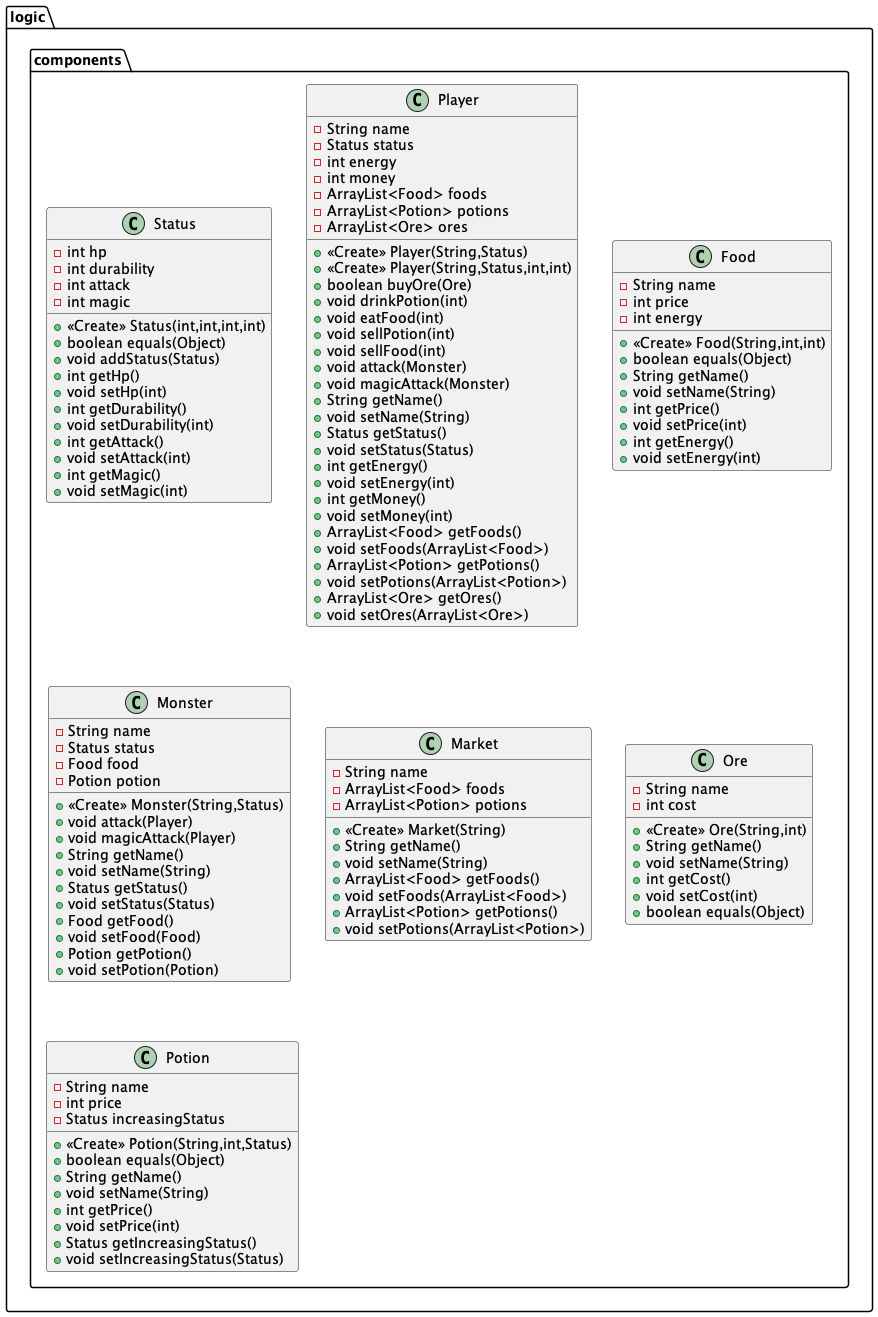 logic
components
C Player
String name
Status status
int energy
int money
ArrayList<Food> foods
ArrayList<Potion> potions
ArrayList<Ore> ores
«Create» Player(String,Status)
«Create» Player(String,Status,int,int)
boolean buyOre(Ore)
void drinkPotion(int)
void eatFood(int)
void sellPotion(int)
void sellFood(int)
void attack(Monster)
void magicAttack(Monster)
String getName()
void setName(String)
Status getStatus()
void setStatus(Status)
int getEnergy()
void setEnergy(int)
int getMoney()
void setMoney(int)
ArrayList<Food> getFoods()
void setFoods(ArrayList<Food>)
ArrayList<Potion> getPotions()
void setPotions(ArrayList<Potion>)
ArrayList<Ore> getOres()
void setOres(ArrayList<Ore>)
C Status
int hp
int durability
int attack
int magic
«Create» Status(int,int,int,int)
boolean equals(Object)
void addStatus(Status)
int getHp()
void setHp(int)
int getDurability()
void setDurability(int)
int getAttack()
void setAttack(int)
int getMagic()
void setMagic(int)
C Food
String name
int price
int energy
«Create» Food(String,int,int)
boolean equals(Object)
String getName()
void setName(String)
int getPrice()
void setPrice(int)
int getEnergy()
void setEnergy(int)
C Monster
String name
Status status
Food food
Potion potion
«Create» Monster(String,Status)
void attack(Player)
void magicAttack(Player)
String getName()
void setName(String)
Status getStatus()
void setStatus(Status)
Food getFood()
void setFood(Food)
Potion getPotion()
void setPotion(Potion)
C Market
String name
ArrayList<Food> foods
ArrayList<Potion> potions
«Create» Market(String)
String getName()
void setName(String)
ArrayList<Food> getFoods()
void setFoods(ArrayList<Food>)
ArrayList<Potion> getPotions()
void setPotions(ArrayList<Potion>)
C Ore
String name
int cost
«Create» Ore(String,int)
String getName()
void setName(String)
int getCost()
void setCost(int)
boolean equals(Object)
C Potion
String name
int price
Status increasingStatus
«Create» Potion(String,int,Status)
boolean equals(Object)
String getName()
void setName(String)
int getPrice()
void setPrice(int)
Status getIncreasingStatus()
void setIncreasingStatus(Status)